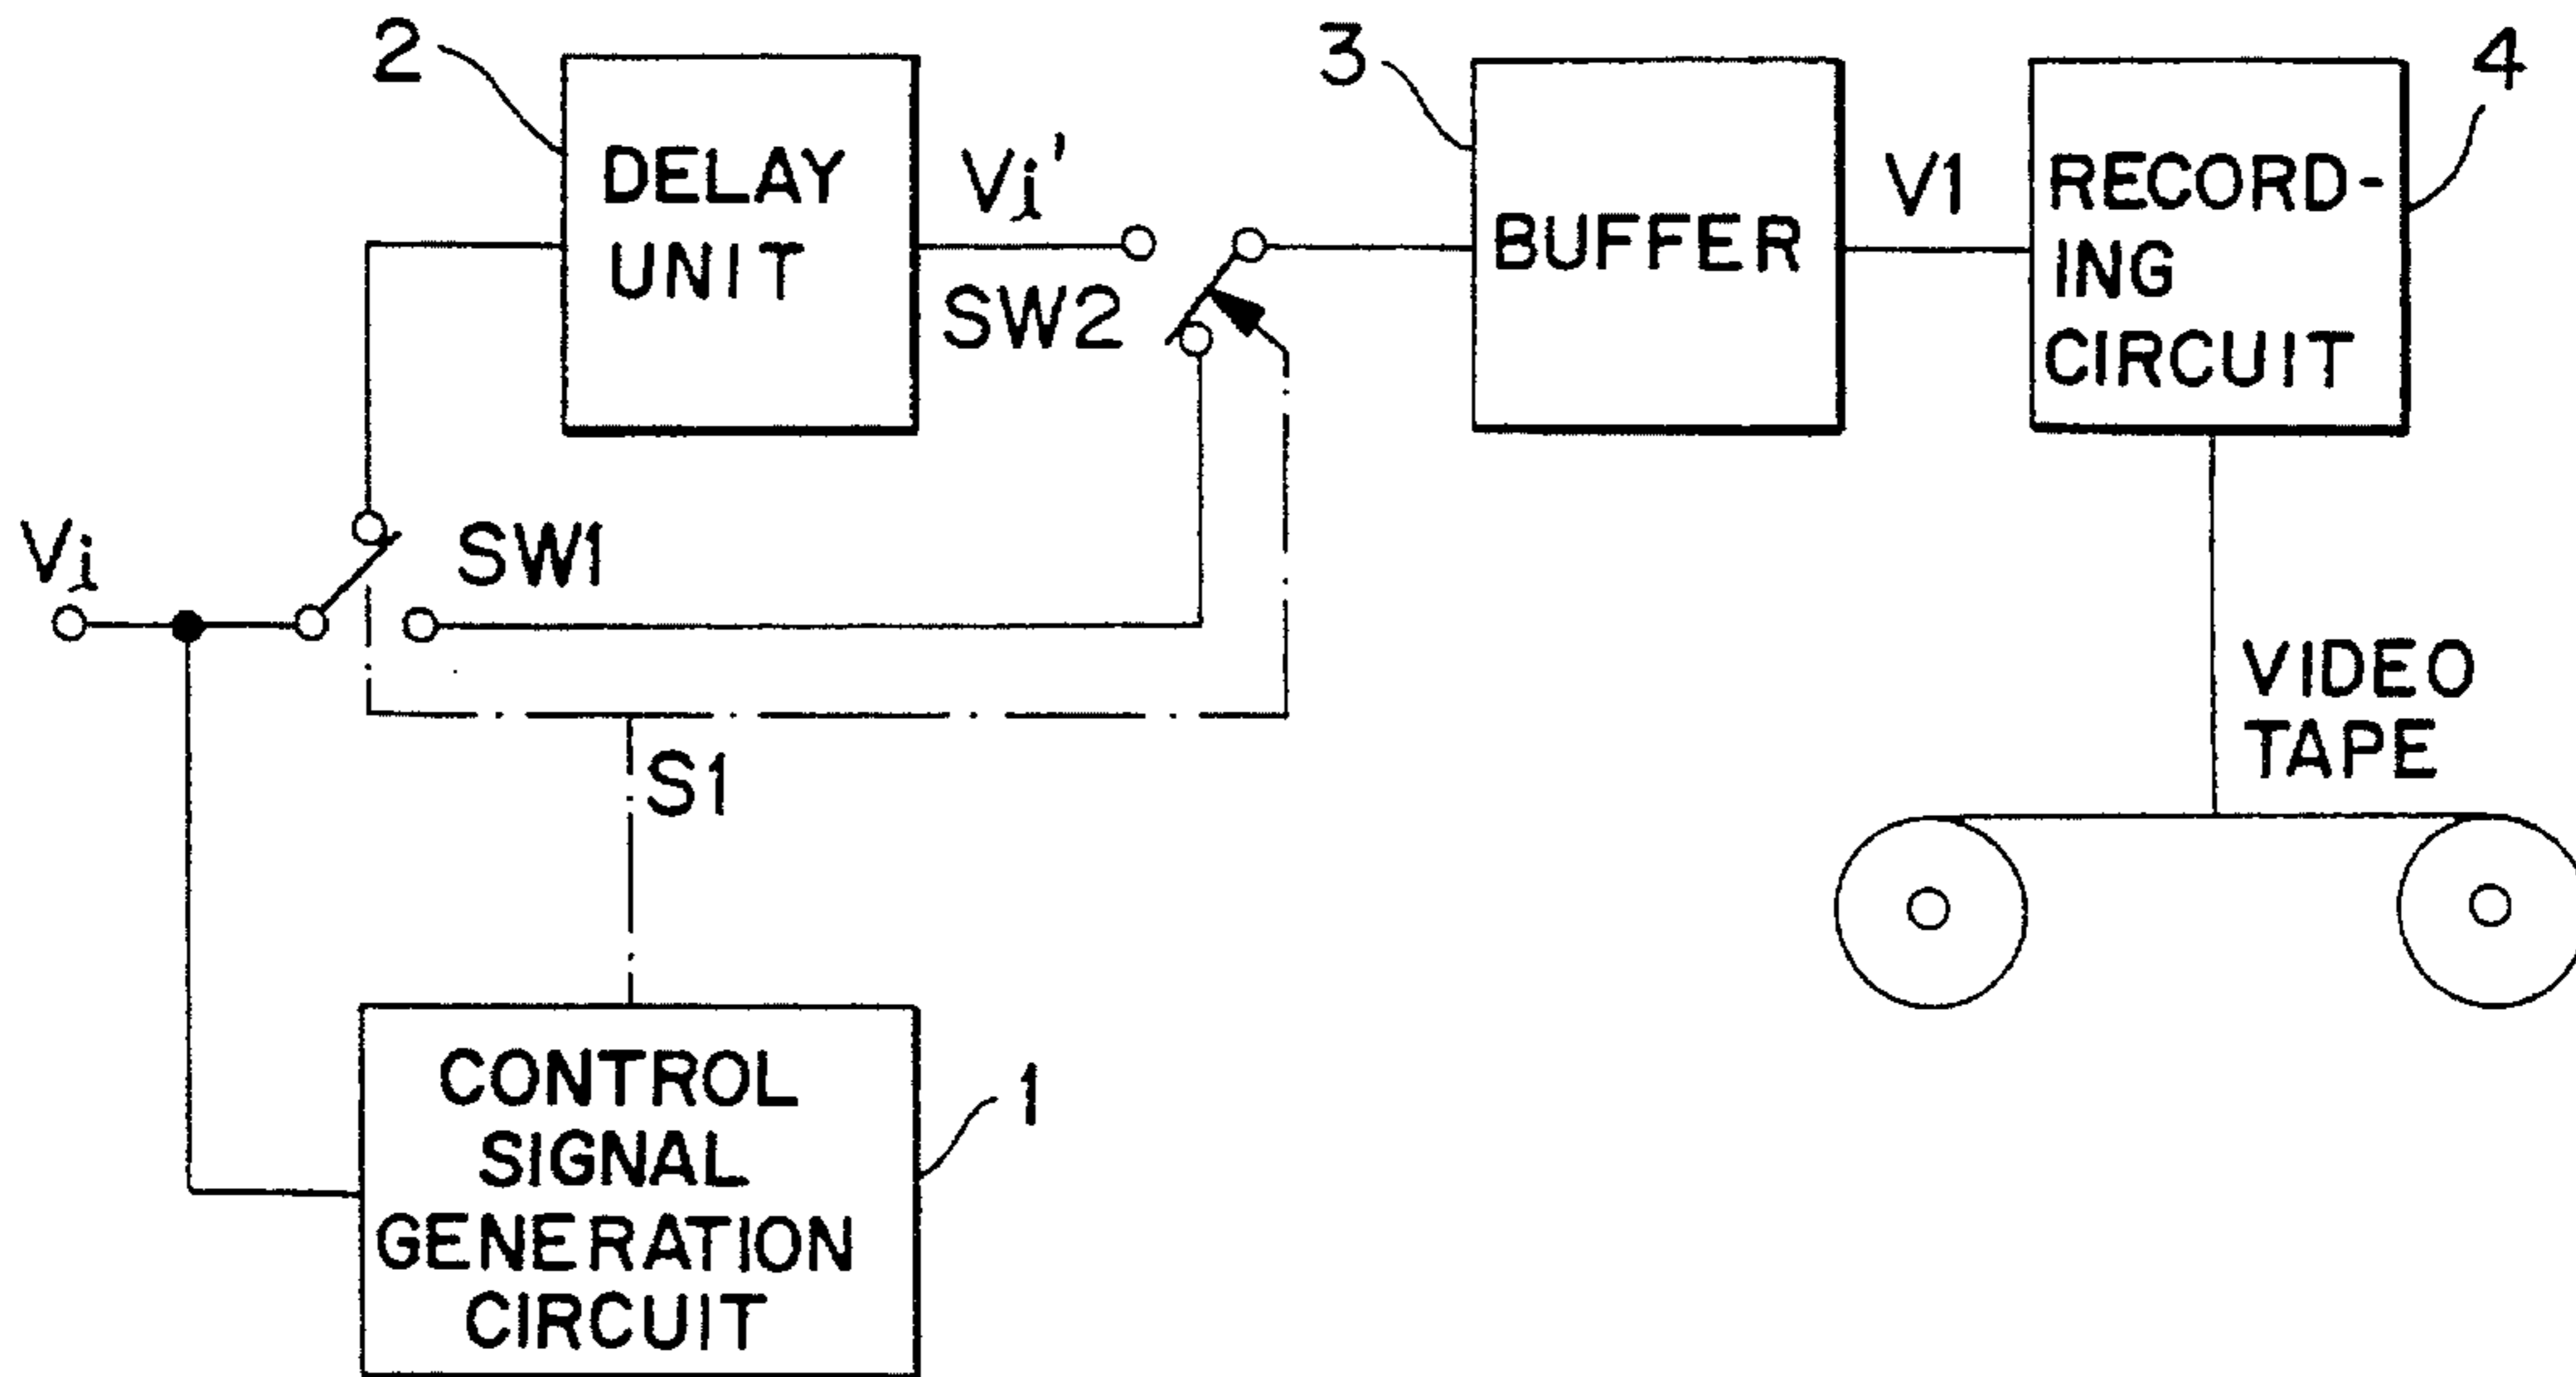 2
DELAY
UNIT
Vi'
SW2
3
BUFFER
V1
RECORD-
ING
CIRCUIT
4
Vi
SW1
S1
VIDEO
TAPE
CONTROL
SIGNAL
GENERATION
CIRCUIT
1